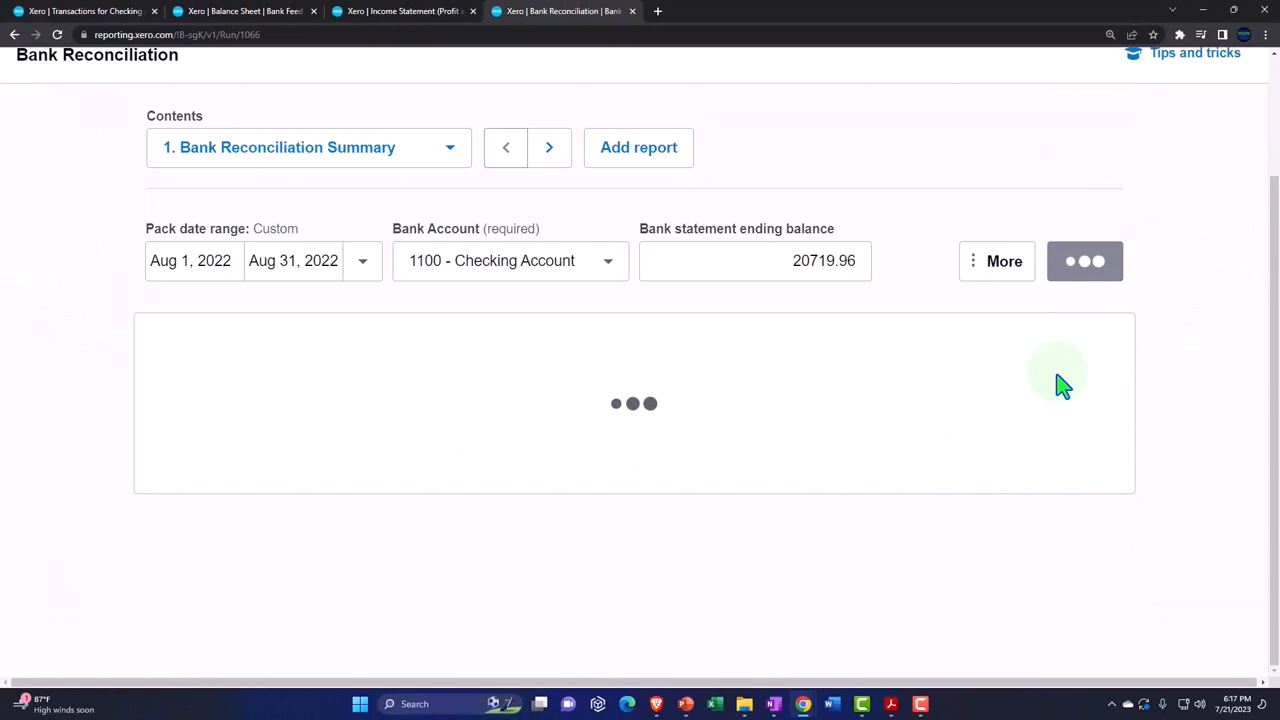 Xero | Transactions for Checking
Xero | Balance Sheet | Bank Feed
Xero | Income Statement (Profit a
Xero | Bank Reconciliation | Bank
reporting.xero.com/!B-sgK/v1/Run/1066
Bank Reconciliation
Tips and tricks
Contents
1. Bank Reconciliation Summary
Add report
Pack date range: Custom
Bank Account (required)
Bank statement ending balance
Aug 1, 2022
Aug 31, 2022
1100 - Checking Account
20719.96
More
1
87°F
High winds soon
Search
6:17 PM
7/21/2023